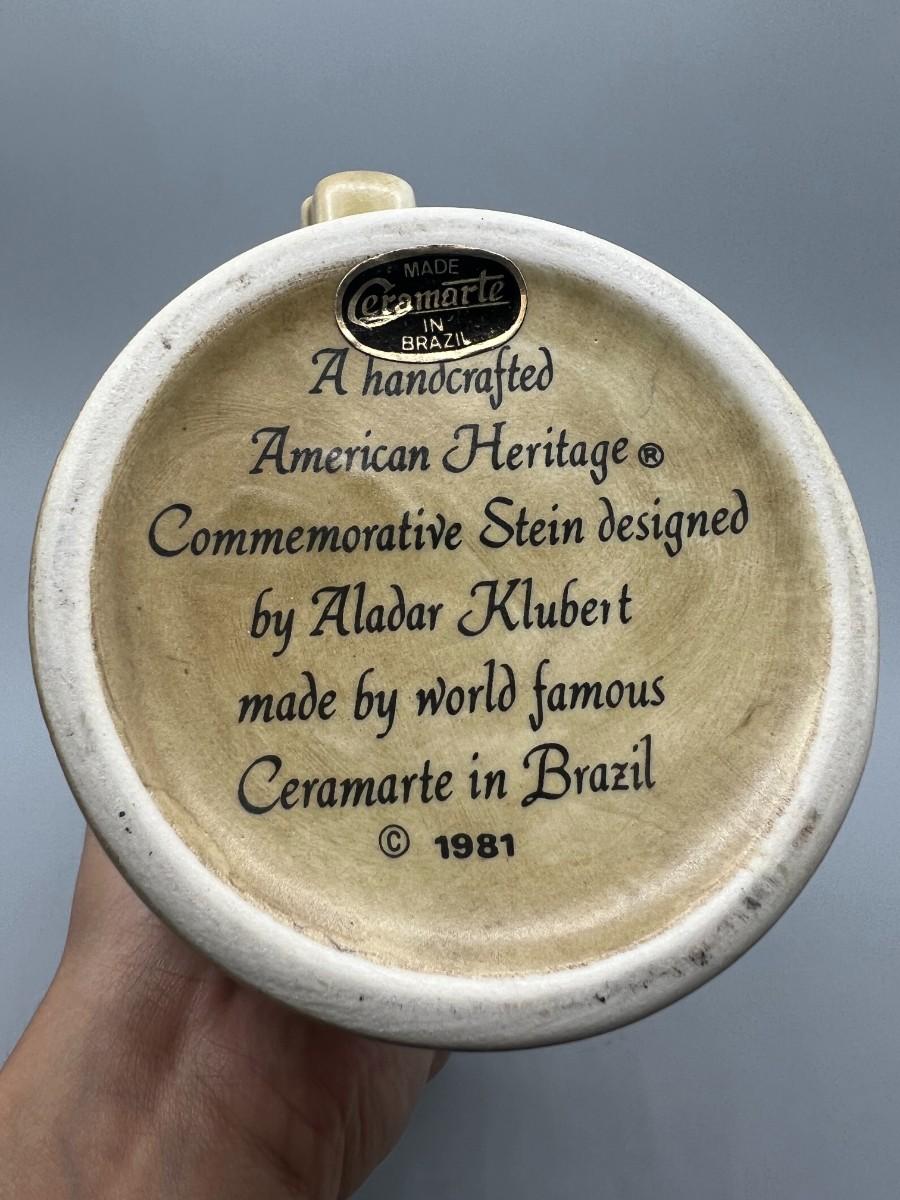 MADE
Ceramarte
IN
BRAZIL
A handcrafted
American Heritage ®
Commemorative Stein designed
by Aladar Klubert
made by world famous
Ceramarte in Brazil
© 1981